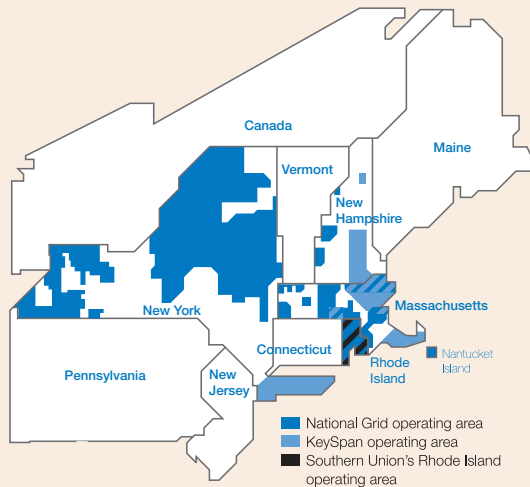 Canada
Maine
Vermont
New
Hampshire
New York
Massachusetts
Connecticut
Rhode
Island
Nantucket
Island
Pennsylvania
New
Jersey
National Grid operating area
KeySpan operating area
Southern Union's Rhode Island
operating area